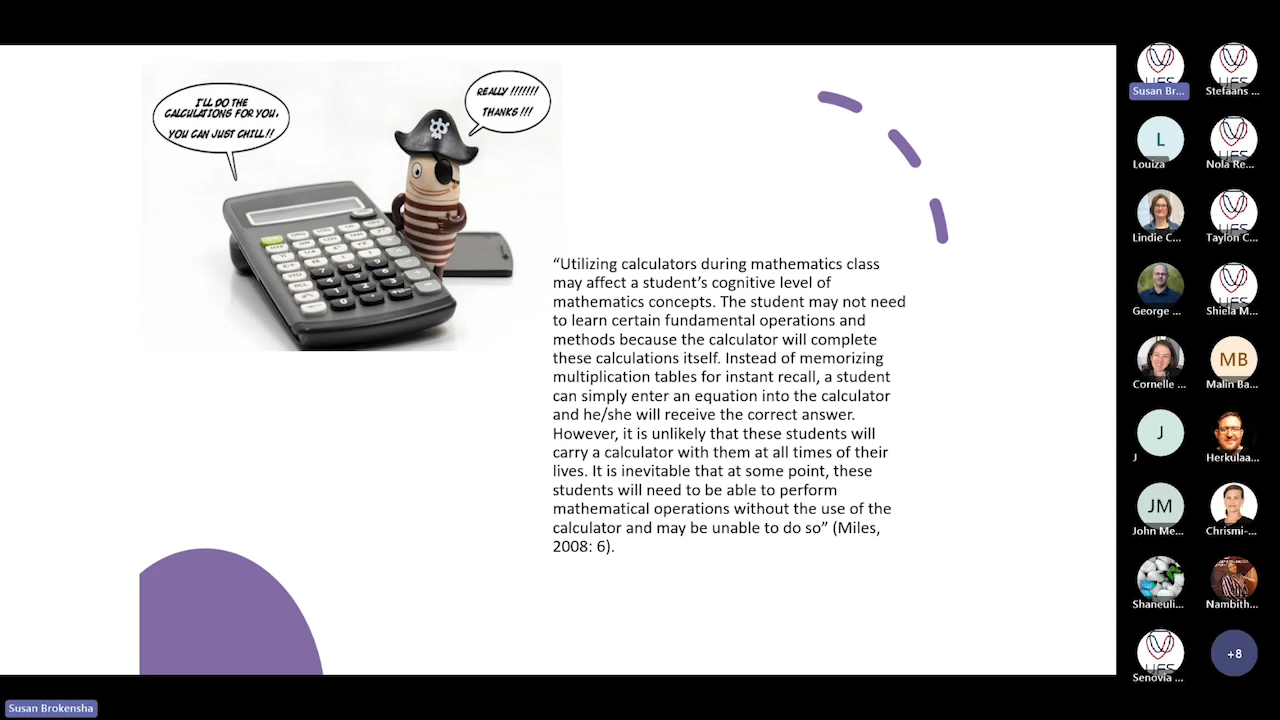 I'LL DO THE
CALCULATIONS FOR YOU,
YOU CAN JUST CHILL!!
REALLY !!!!!!!
THANKS !!!
“Utilizing calculators during mathematics class
may affect a student’s cognitive level of
mathematics concepts. The student may not need
to learn certain fundamental operations and
methods because the calculator will complete
these calculations itself. Instead of memorizing
multiplication tables for instant recall, a student
can simply enter an equation into the calculator
and he/she will receive the correct answer.
However, it is unlikely that these students will
carry a calculator with them at all times of their
lives. It is inevitable that at some point, these
students will need to be able to perform
mathematical operations without the use of the
calculator and may be unable to do so” (Miles,
2008: 6).
Susan Br...
Stefaans ...
L
Louiza
Nola Re...
Lindie C...
Taylon C...
George ...
Shiela M...
Cornelle ...
MB
Malin Ba...
J
J
Herkulaa...
JM
John Me...
Chrismi-...
Shaneuli...
Nambith...
Senovia ...
+8
Susan Brokensha